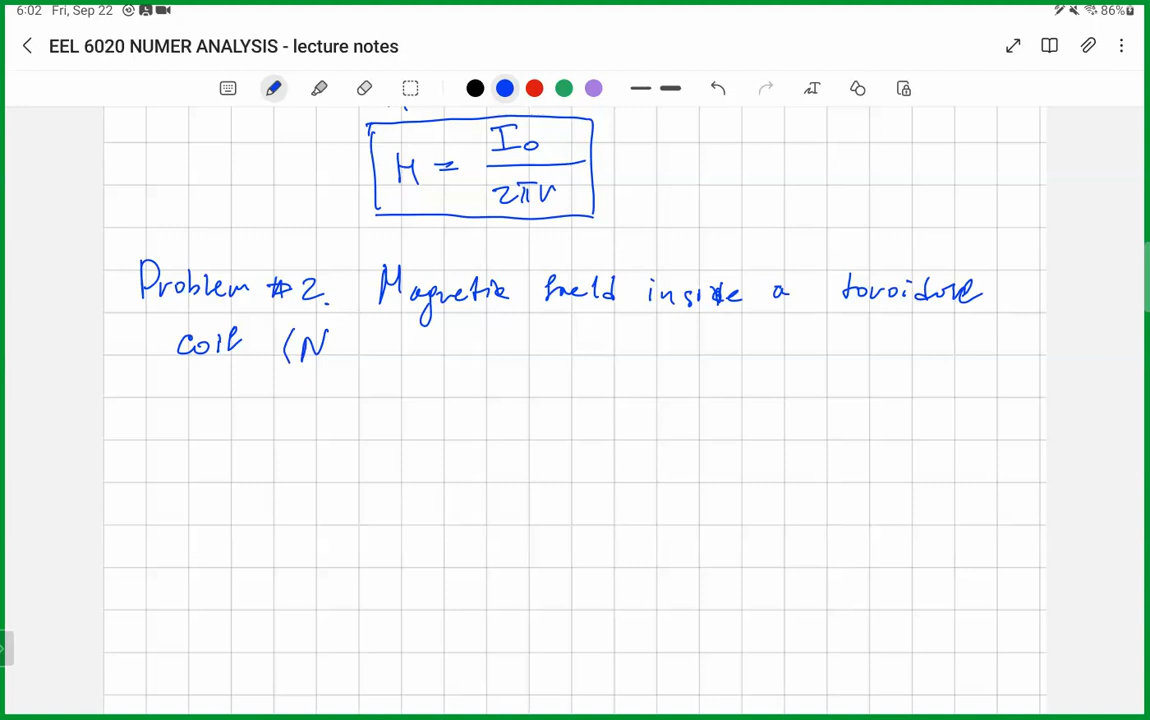 6:02 Fri, Sep 22 86%
EEL 6020 NUMER ANALYSIS - lecture notes
H = I₀ / 2πr
Problem #2. Magnetic field inside a toroidal
coil (N